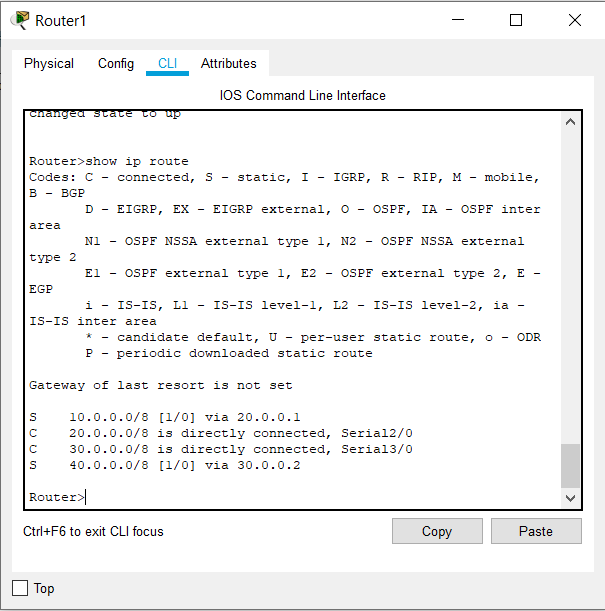 Router1
Physical Config CLI Attributes
IOS Command Line Interface
changed state to up
Router>show ip route
Codes: C - connected, S - static, I - IGRP, R - RIP, M - mobile,
B - BGP
       D - EIGRP, EX - EIGRP external, O - OSPF, IA - OSPF inter
area
       N1 - OSPF NSSA external type 1, N2 - OSPF NSSA external
type 2
       E1 - OSPF external type 1, E2 - OSPF external type 2, E -
EGP
       i - IS-IS, L1 - IS-IS level-1, L2 - IS-IS level-2, ia -
IS-IS inter area
       * - candidate default, U - per-user static route, o - ODR
       P - periodic downloaded static route
Gateway of last resort is not set
S    10.0.0.0/8 [1/0] via 20.0.0.1
C    20.0.0.0/8 is directly connected, Serial2/0
C    30.0.0.0/8 is directly connected, Serial3/0
S    40.0.0.0/8 [1/0] via 30.0.0.2
Router>
Ctrl+F6 to exit CLI focus
Copy Paste
Top